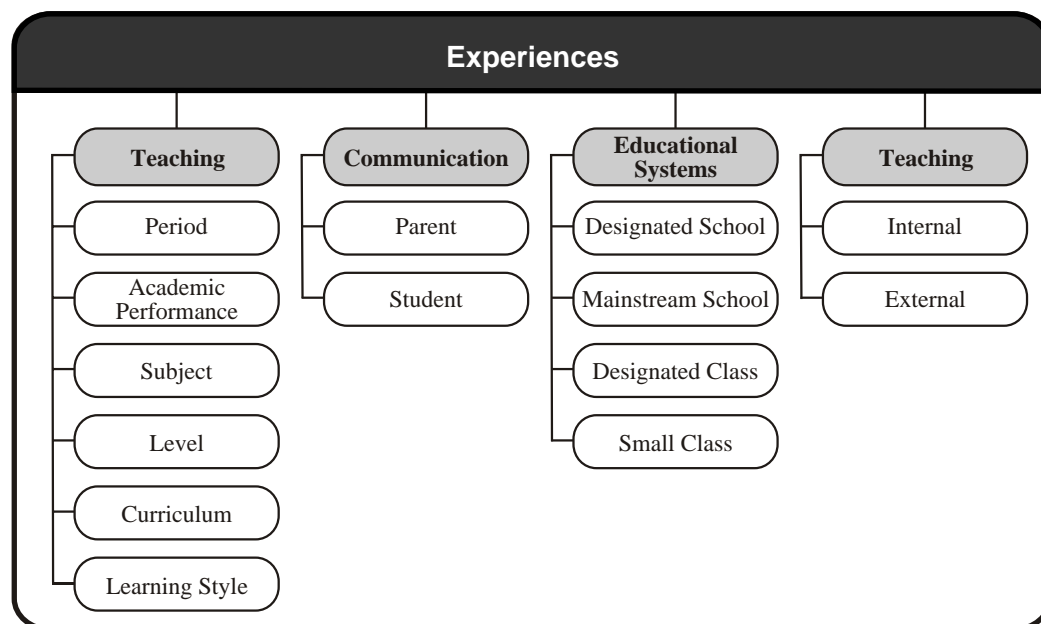 Experiences
Teaching
Period
Academic
Performance
Subject
Level
Curriculum
Learning Style
Communication
Parent
Student
Educational
Systems
Designated School
Mainstream School
Designated Class
Small Class
Teaching
Internal
External